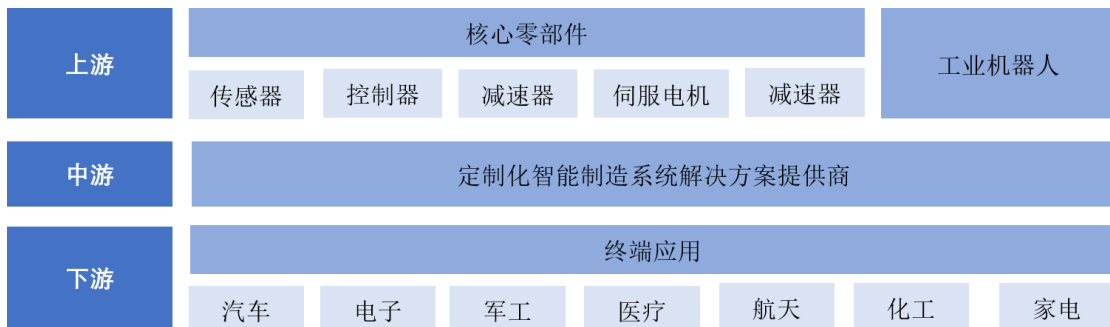 上游
核心零部件
工业机器人
传感器
控制器
减速器
伺服电机
减速器
中游
定制化智能制造系统解决方案提供商
下游
终端应用
汽车
电子
军工
医疗
航天
化工
家电